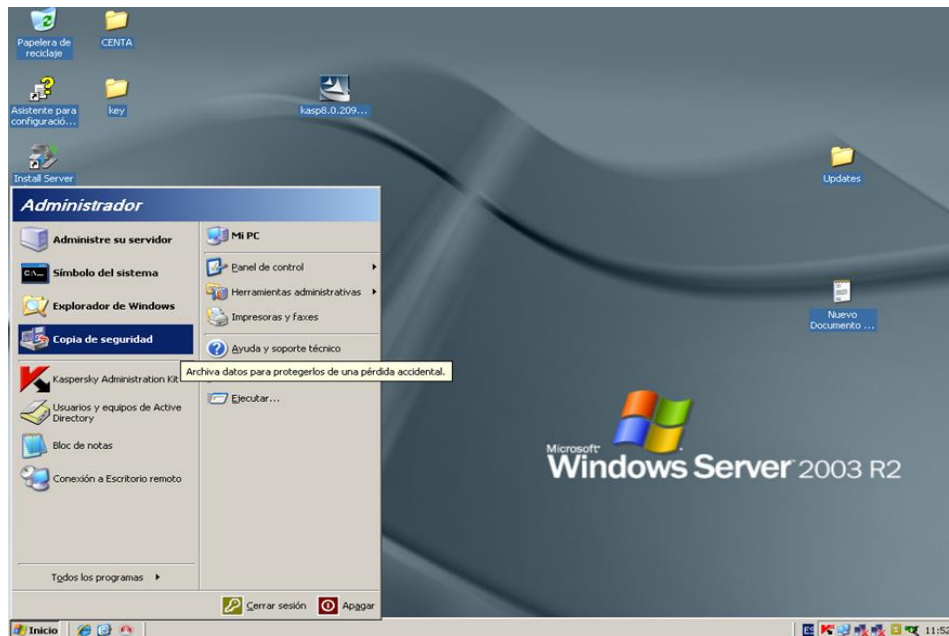 Papelera de
reciclaje
CENTA
Asistente para
configuració...
key
kasp8.0.209...
Install Server
Updates
Nuevo
Documento ...
Administrador
Administre su servidor
Símbolo del sistema
Explorador de Windows
Copia de seguridad
Kaspersky Administration Kit
Usuarios y equipos de Active
Directory
Bloc de notas
Conexión a Escritorio remoto
Todos los programas
Mi PC
Panel de control
Herramientas administrativas
Impresoras y faxes
Ayuda y soporte técnico
Archiva datos para protegerlos de una pérdida accidental.
Ejecutar...
Cerrar sesión
Apagar
Microsoft
Windows Server 2003 R2
Inicio
ES